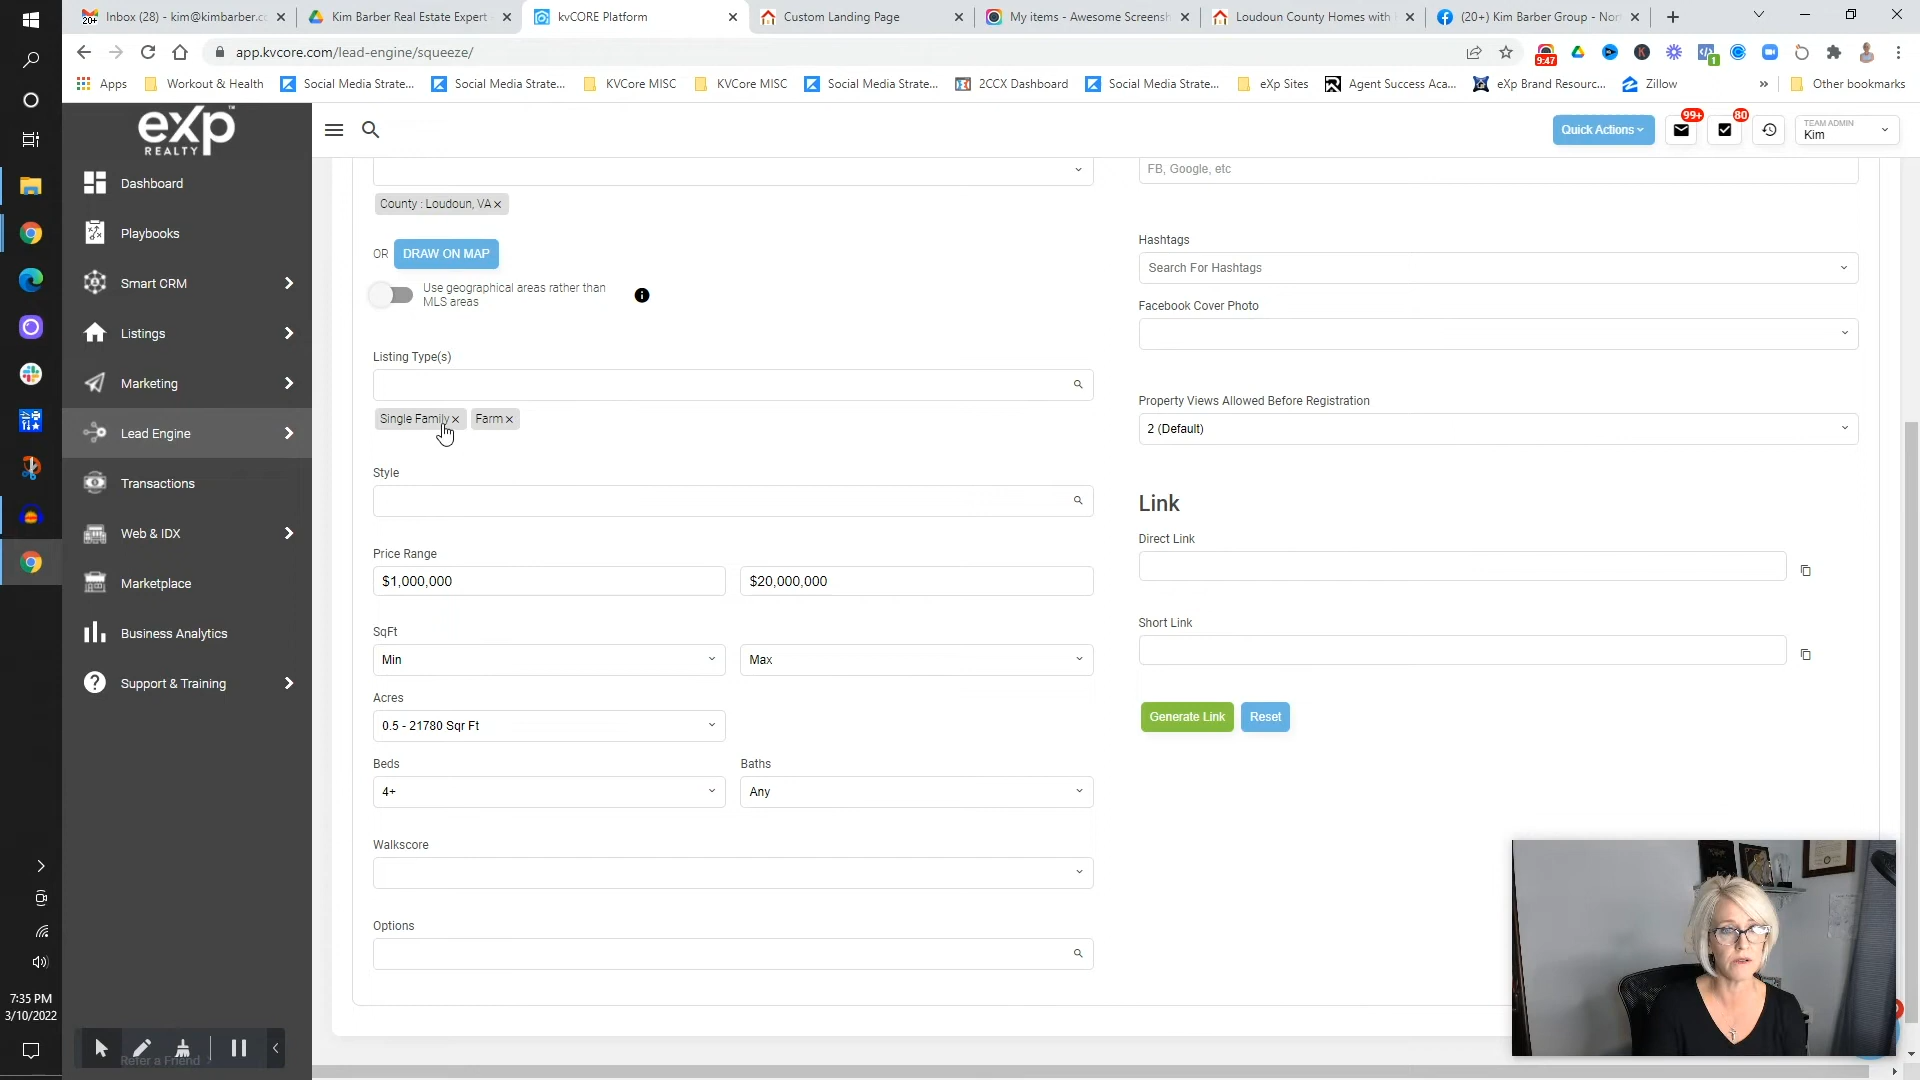 Inbox (28) - kim@kimbarber.c
Kim Barber Real Estate Expert
kvCORE Platform
Custom Landing Page
My items - Awesome Screensh
Loudoun County Homes with
(20+) Kim Barber Group - Nor
app.kvcore.com/lead-engine/squeeze/
9:47
1
Apps
Workout & Health
Social Media Strate...
Social Media Strate...
KVCore MISC
KVCore MISC
Social Media Strate...
2CCX Dashboard
Social Media Strate...
eXp Sites
Agent Success Aca...
eXp Brand Resourc...
Zillow
Other bookmarks
eXp
REALTY
Quick Actions
99+
80
TEAM ADMIN
Kim
Dashboard
Playbooks
Smart CRM
Listings
Marketing
Lead Engine
Transactions
Web & IDX
Marketplace
Business Analytics
Support & Training
Refer a Friend
County : Loudoun, VA
OR
DRAW ON MAP
Use geographical areas rather than
MLS areas
Listing Type(s)
Single Family
Farm
Style
Price Range
$1,000,000
$20,000,000
SqFt
Min
Max
Acres
0.5 - 21780 Sqr Ft
Beds
Baths
4+
Any
Walkscore
Options
FB, Google, etc
Hashtags
Search For Hashtags
Facebook Cover Photo
Property Views Allowed Before Registration
2 (Default)
Link
Direct Link
Short Link
Generate Link
Reset
7:35 PM
3/10/2022